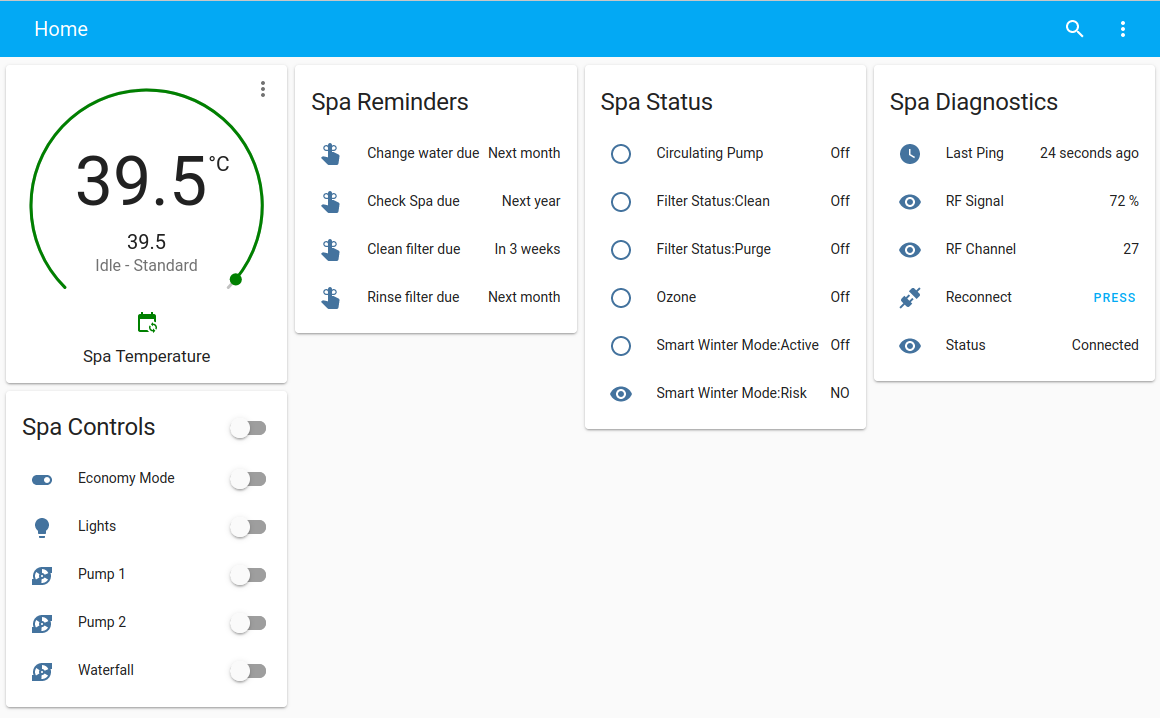 Home
39.5 °C
39.5
Idle - Standard
Spa Temperature
Spa Controls
Economy Mode
Lights
Pump 1
Pump 2
Waterfall
Spa Reminders
Change water due Next month
Check Spa due Next year
Clean filter due In 3 weeks
Rinse filter due Next month
Spa Status
Circulating Pump Off
Filter Status:Clean Off
Filter Status:Purge Off
Ozone Off
Smart Winter Mode:Active Off
Smart Winter Mode:Risk NO
Spa Diagnostics
Last Ping 24 seconds ago
RF Signal 72 %
RF Channel 27
Reconnect PRESS
Status Connected